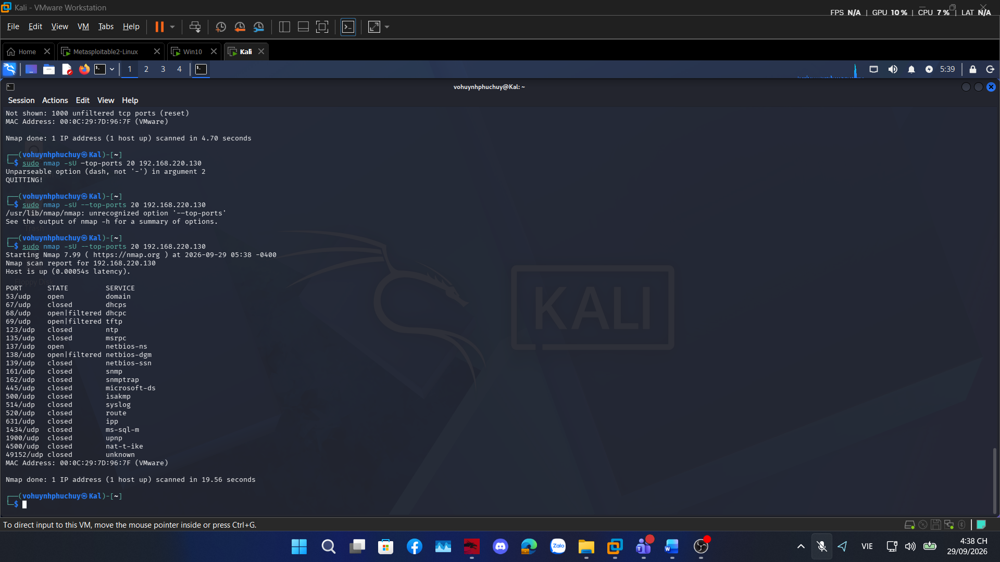 Kali - VMware Workstation
FPS N/A | GPU 10 % | CPU 7 % | LAT N/A
File Edit View VM Tabs Help
Home Metasploitable2-Linux Win10 Kali
1 2 3 4 5:39
vohuynhphuchuy@Kal: ~
Session Actions Edit View Help
Not shown: 1000 unfiltered tcp ports (reset)
MAC Address: 00:0C:29:7D:96:7F (VMware)
Nmap done: 1 IP address (1 host up) scanned in 4.70 seconds
┌──(vohuynhphuchuy㉿Kal)-[~]
└─$ sudo nmap -sU –top-ports 20 192.168.220.130
Unparseable option (dash, not '-') in argument 2
QUITTING!
┌──(vohuynhphuchuy㉿Kal)-[~]
└─$ sudo nmap -sU -–top-ports 20 192.168.220.130
/usr/lib/nmap/nmap: unrecognized option '-–top-ports'
See the output of nmap -h for a summary of options.
Trash
┌──(vohuynhphuchuy㉿Kal)-[~]
└─$ sudo nmap -sU --top-ports 20 192.168.220.130
Starting Nmap 7.99 ( https://nmap.org ) at 2026-09-29 05:38 -0400
Nmap scan report for 192.168.220.130
Host is up (0.00054s latency).
Floppy Disk
PORT STATE SERVICE
53/udp open domain
67/udp closed dhcps
68/udp open|filtered dhcpc
69/udp open|filtered tftp
123/udp closed ntp
135/udp closed msrpc
137/udp open netbios-ns
138/udp open|filtered netbios-dgm
139/udp closed netbios-ssn
161/udp closed snmp
162/udp closed snmptrap
445/udp closed microsoft-ds
500/udp closed isakmp
514/udp closed syslog
520/udp closed route
631/udp closed ipp
1434/udp closed ms-sql-m
1900/udp closed upnp
4500/udp closed nat-t-ike
49152/udp closed unknown
MAC Address: 00:0C:29:7D:96:7F (VMware)
Nmap done: 1 IP address (1 host up) scanned in 19.56 seconds
┌──(vohuynhphuchuy㉿Kal)-[~]
└─$
KALI
To direct input to this VM, move the mouse pointer inside or press Ctrl+G.
Zalo
VIE
4:38 CH
29/09/2026